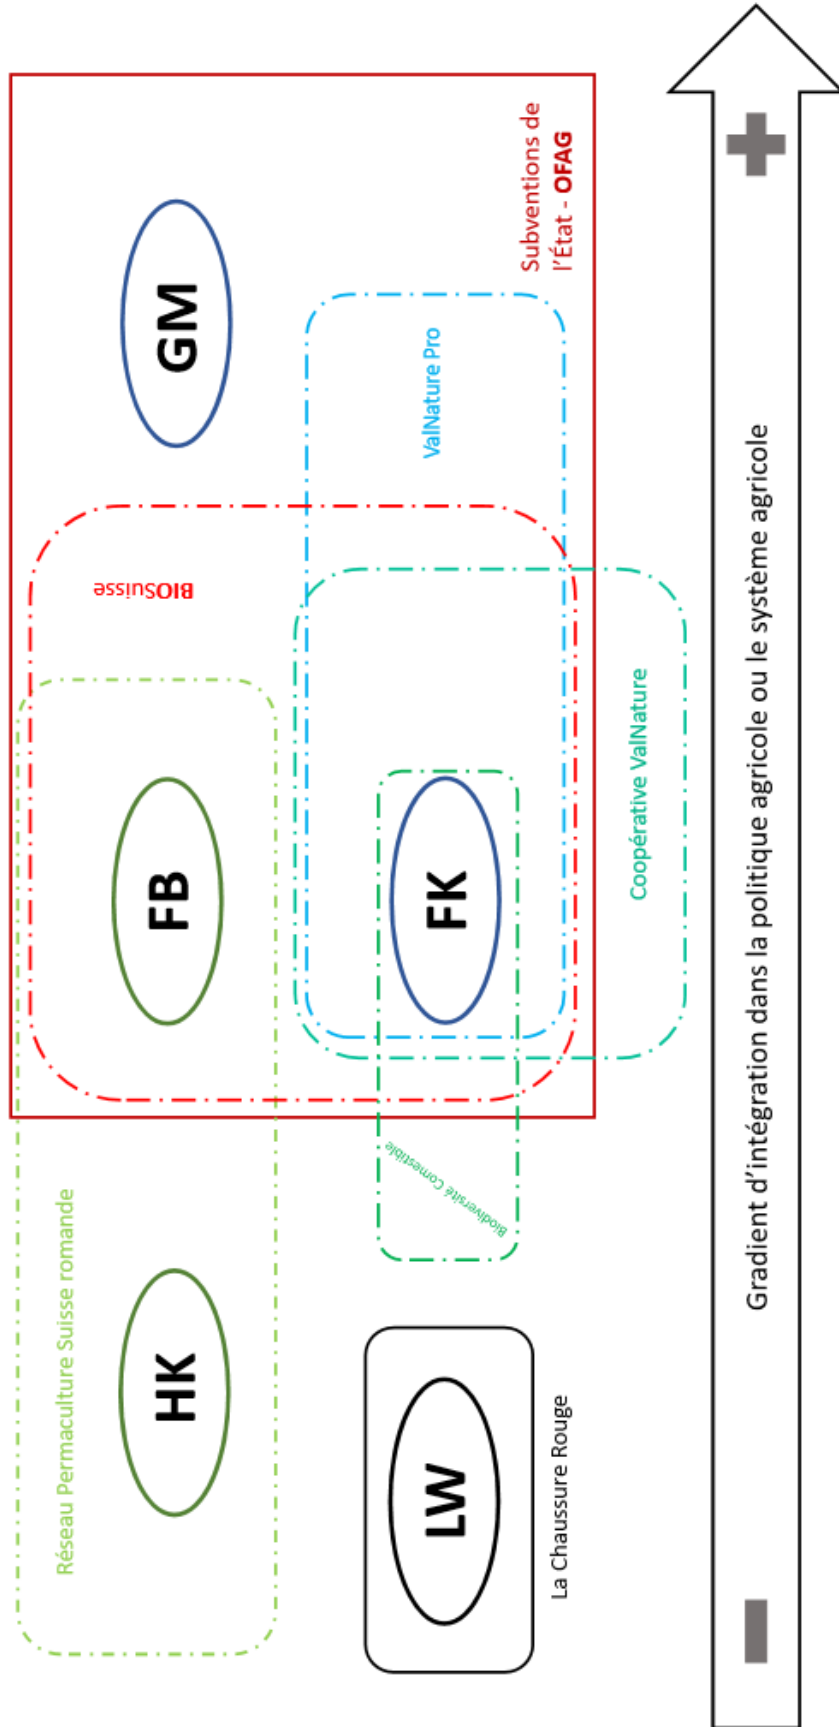 Réseau Permaculture Suisse romande
HK
FB
BIOSuisse
GM
Subventions de
l'État - OFAG
LW
La Chaussure Rouge
Biodiversité Comestible
FK
ValNature Pro
Coopérative ValNature
Gradient d'intégration dans la politique agricole ou le système agricole